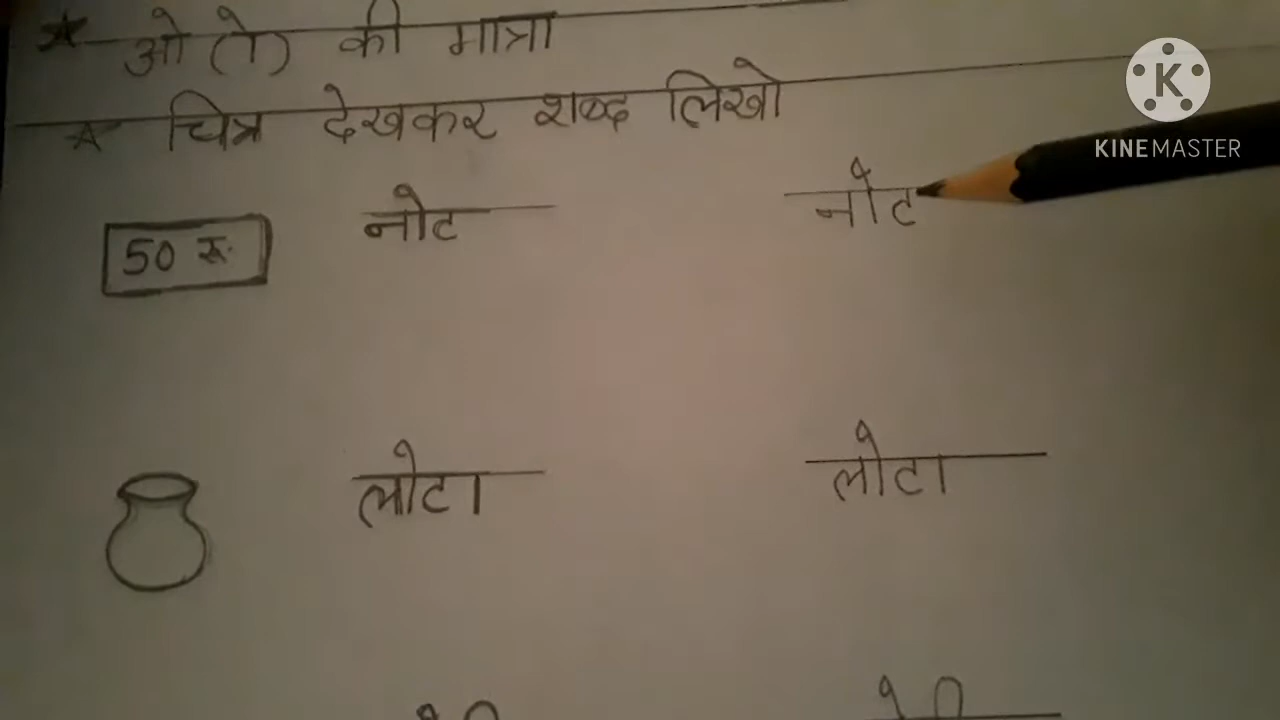 * ओ (ो) की मात्रा
* चित्र देखकर शब्द लिखो
50 रू. नोट नोट
लोटा लोटा
K
KINEMASTER